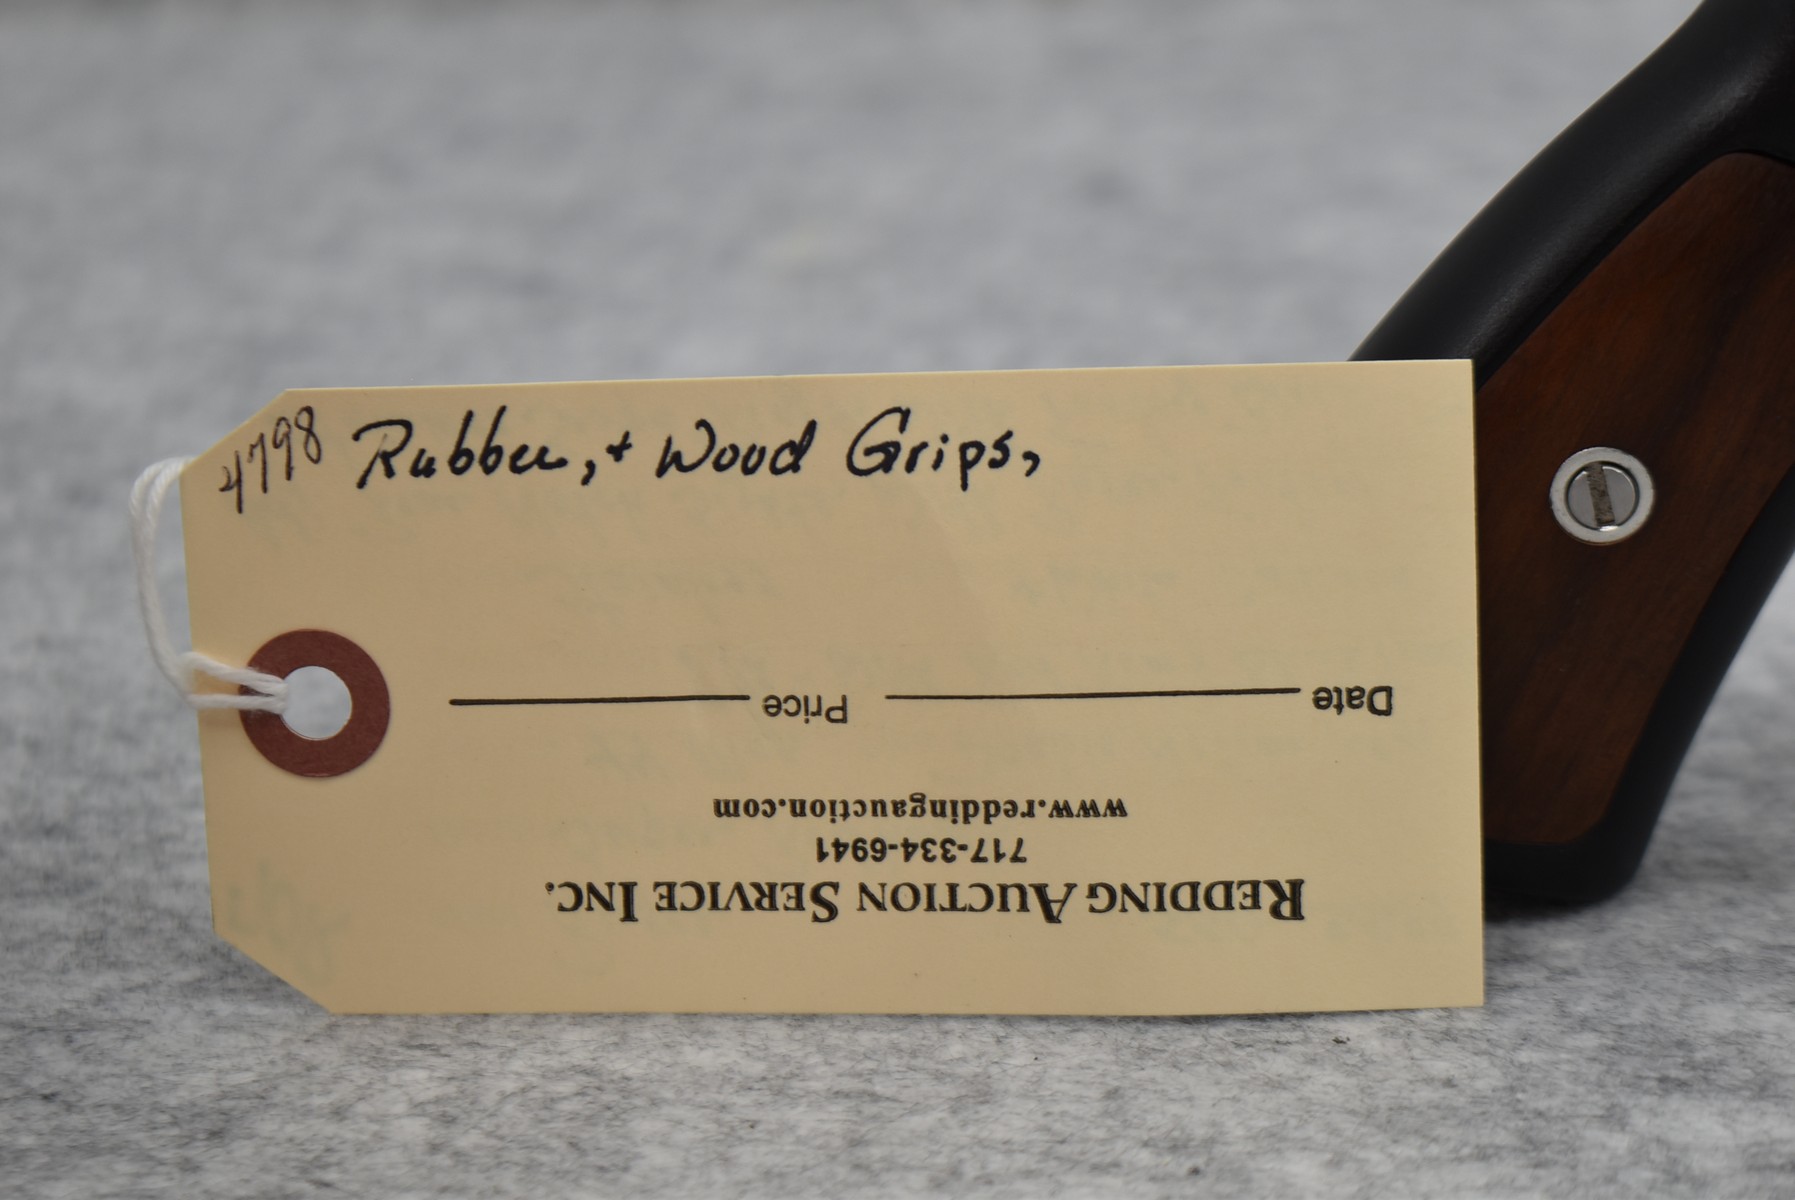 4798 Rubber, + Wood Grips,
REDDING AUCTION SERVICE INC.
717-334-6941
www.reddingauction.com
Date Price